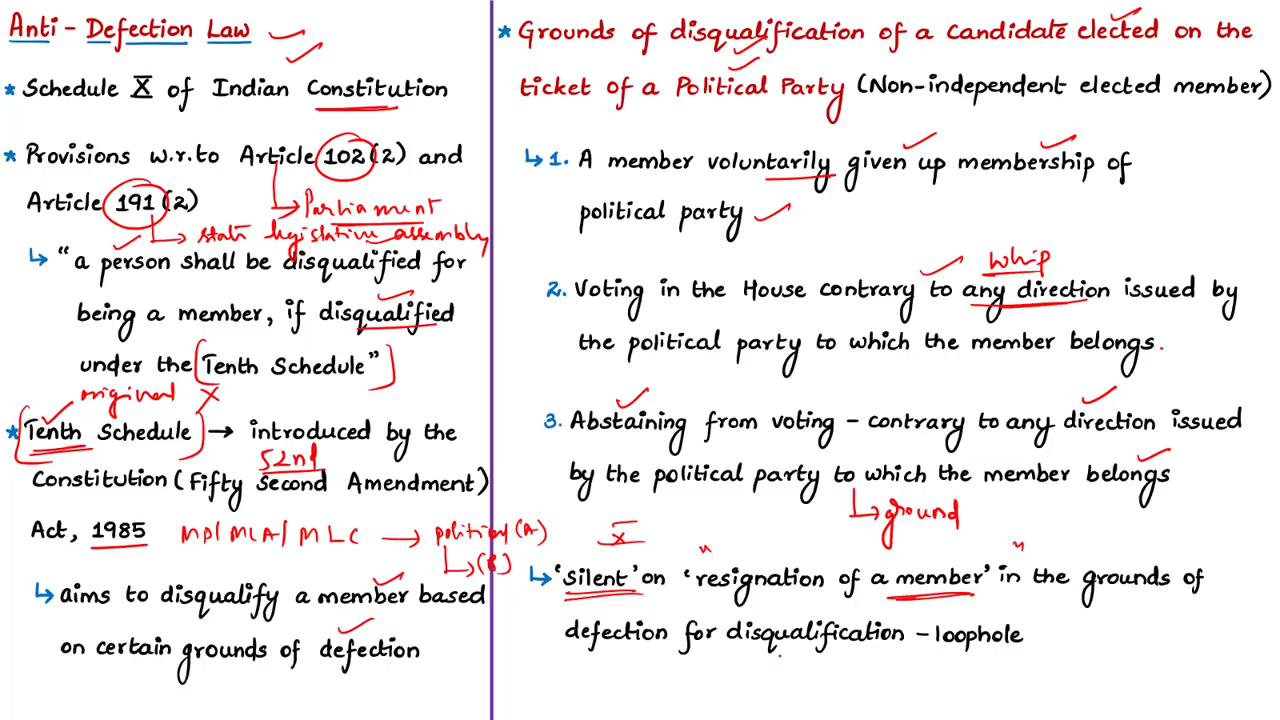 Anti-Defection Law
* Schedule X of Indian Constitution
* Provisions w.r.to Article 102(2) and
Article 191(2)
Parliament
state legislative assembly
↳ "a person shall be disqualified for
being a member, if disqualified
under the [Tenth Schedule"]
original X
* [Tenth Schedule] → introduced by the
52nd
Constitution (Fifty Second Amendment)
Act, 1985
MP/MLA/MLC → political (A)
↳(B)
↳ aims to disqualify a member based
on certain grounds of defection
* Grounds of disqualification of a candidate elected on the
ticket of a Political Party (Non-independent elected member)
↳ 1. A member voluntarily given up membership of
political party
whip
2. Voting in the House contrary to any direction issued by
the political party to which the member belongs.
3. Abstaining from voting - contrary to any direction issued
by the political party to which the member belongs
↳ ground
X
↳ 'silent' on 'resignation of a member' in the grounds of
defection for disqualification - loophole